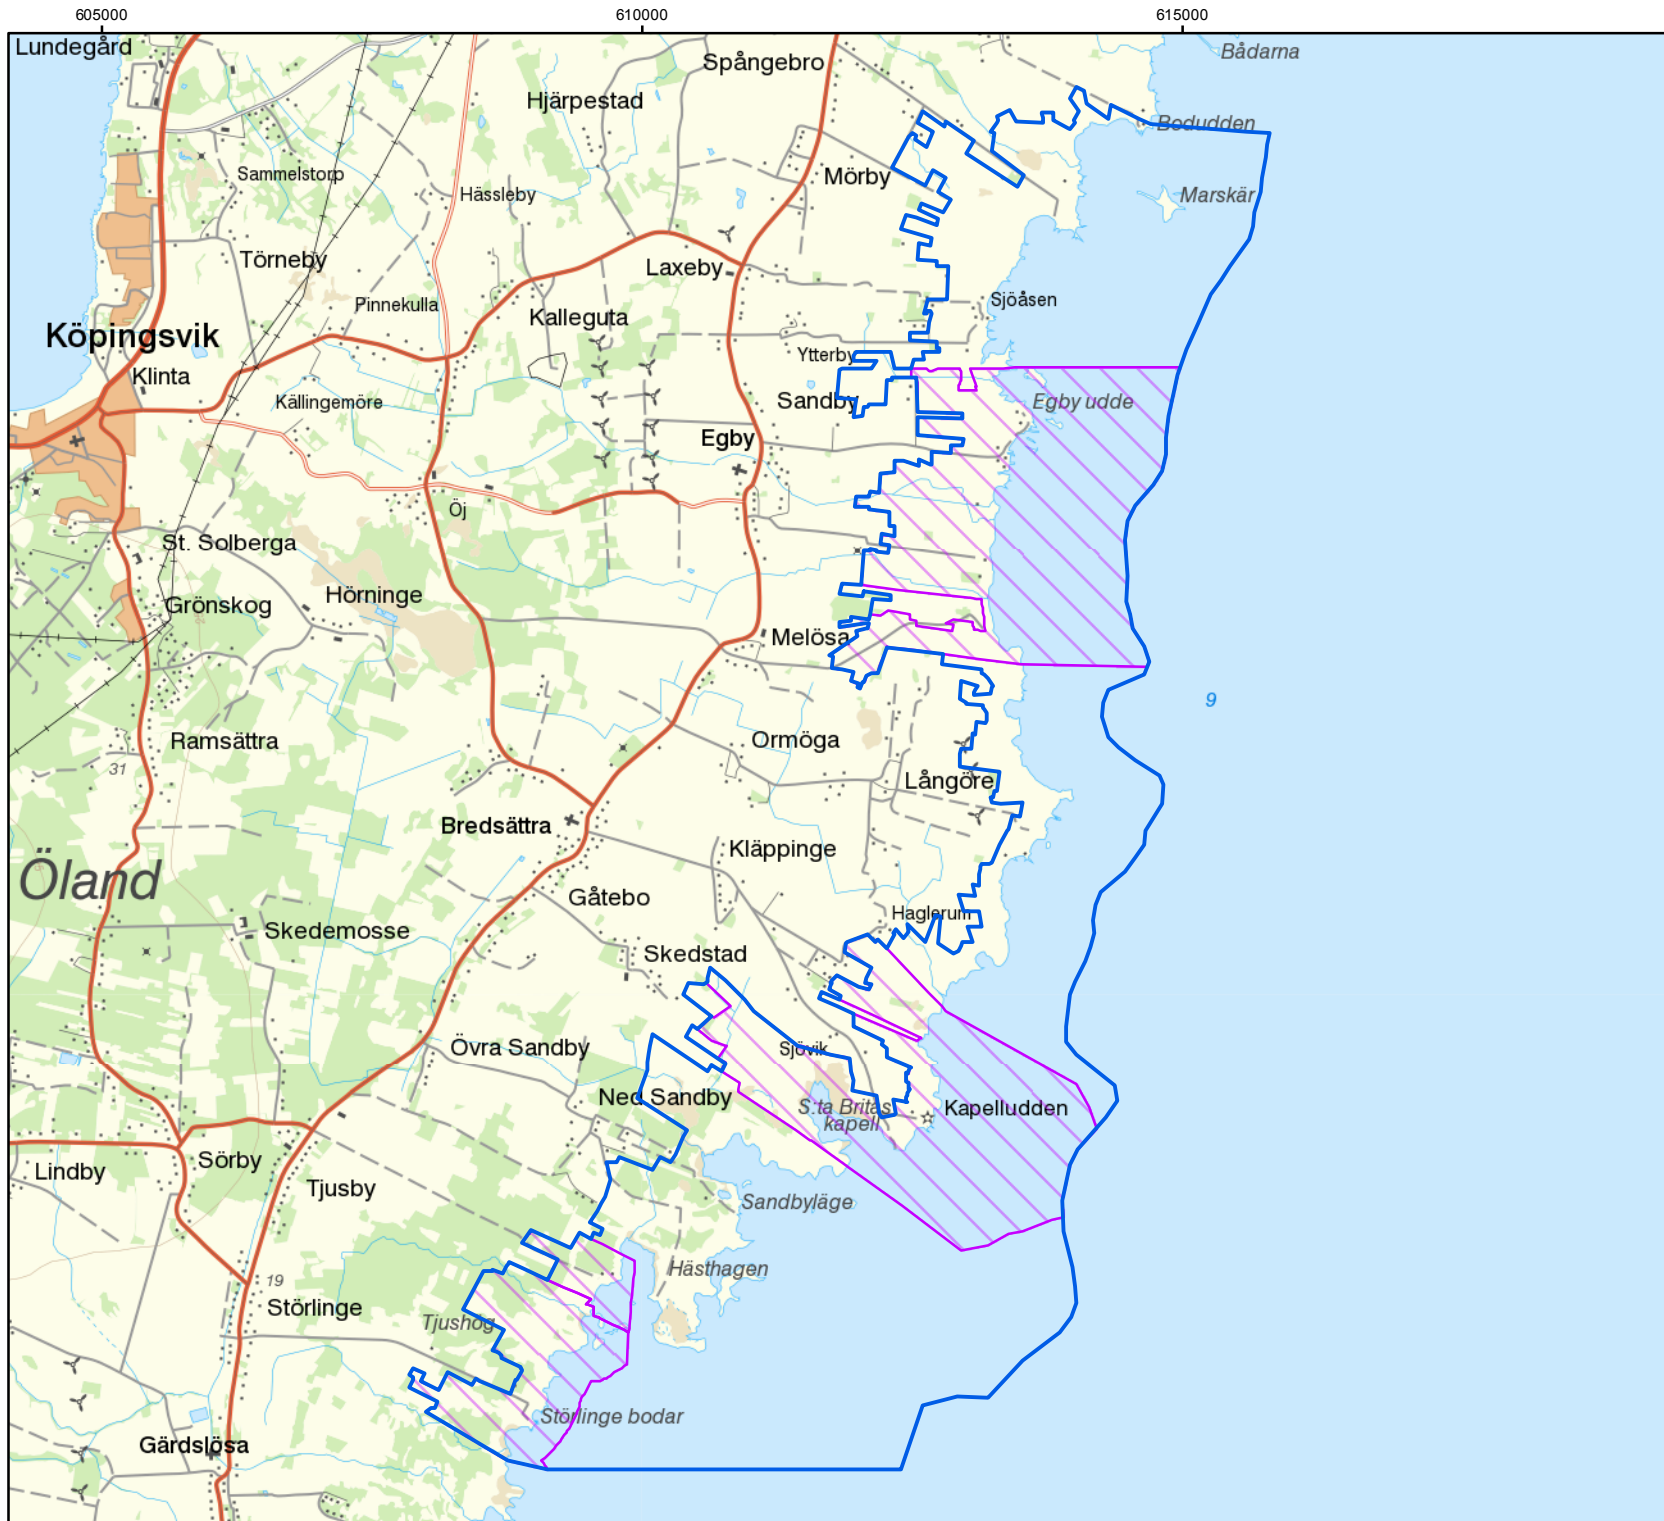 605000
610000
615000
Lundegård
Bådarna
Spångebro
Hjärpestad
Bodudden
Sammelstorp
Mörby
Hässleby
Marskär
Törneby
Laxeby
Pinnekulla
Sjöåsen
Kalleguta
Köpingsvik
Ytterby
Klinta
Källingemöre
Sandby
Egby udde
Egby
Öj
St. Solberga
Hörninge
Grönskog
Melösa
9
Ramsättra
Ormöga
31
Långöre
Bredsättra
Kläppinge
Öland
Gåtebo
Haglerum
Skedemosse
Skedstad
Övra Sandby
Sjövik
Ned Sandby
S:ta Britas
kapell
Kapelludden
Sörby
Lindby
Tjusby
Sandbyläge
Hästhagen
19
Störlinge
Tjushög
Störlinge bodar
Gärdslösa